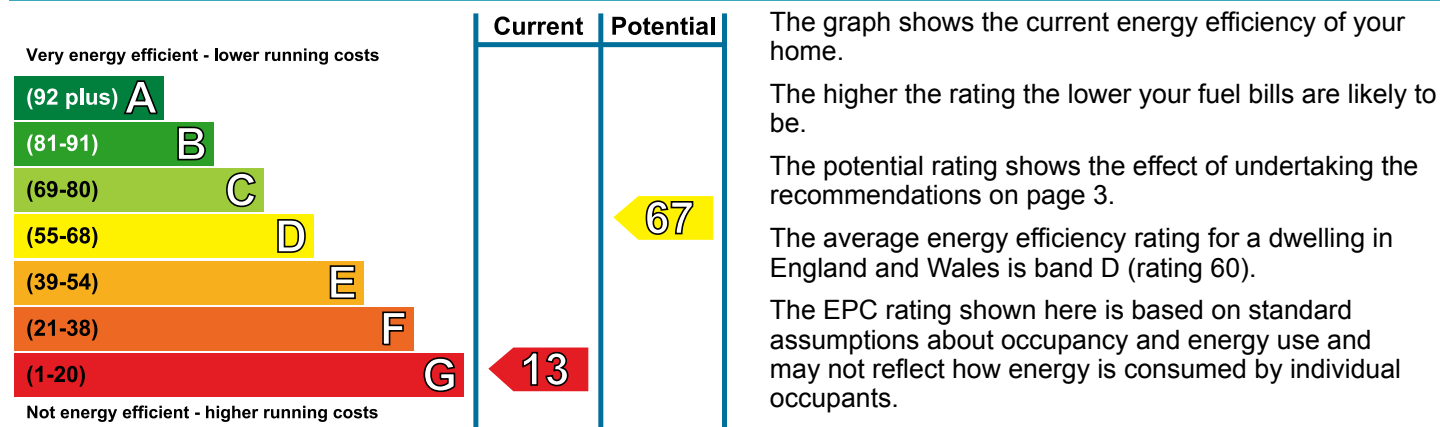 Current Potential
Very energy efficient - lower running costs
(92 plus) A
(81-91) B
(69-80) C
(55-68) D
(39-54) E
(21-38) F
(1-20) G
Not energy efficient - higher running costs
67
13
The graph shows the current energy efficiency of your
home.
The higher the rating the lower your fuel bills are likely to
be.
The potential rating shows the effect of undertaking the
recommendations on page 3.
The average energy efficiency rating for a dwelling in
England and Wales is band D (rating 60).
The EPC rating shown here is based on standard
assumptions about occupancy and energy use and
may not reflect how energy is consumed by individual
occupants.